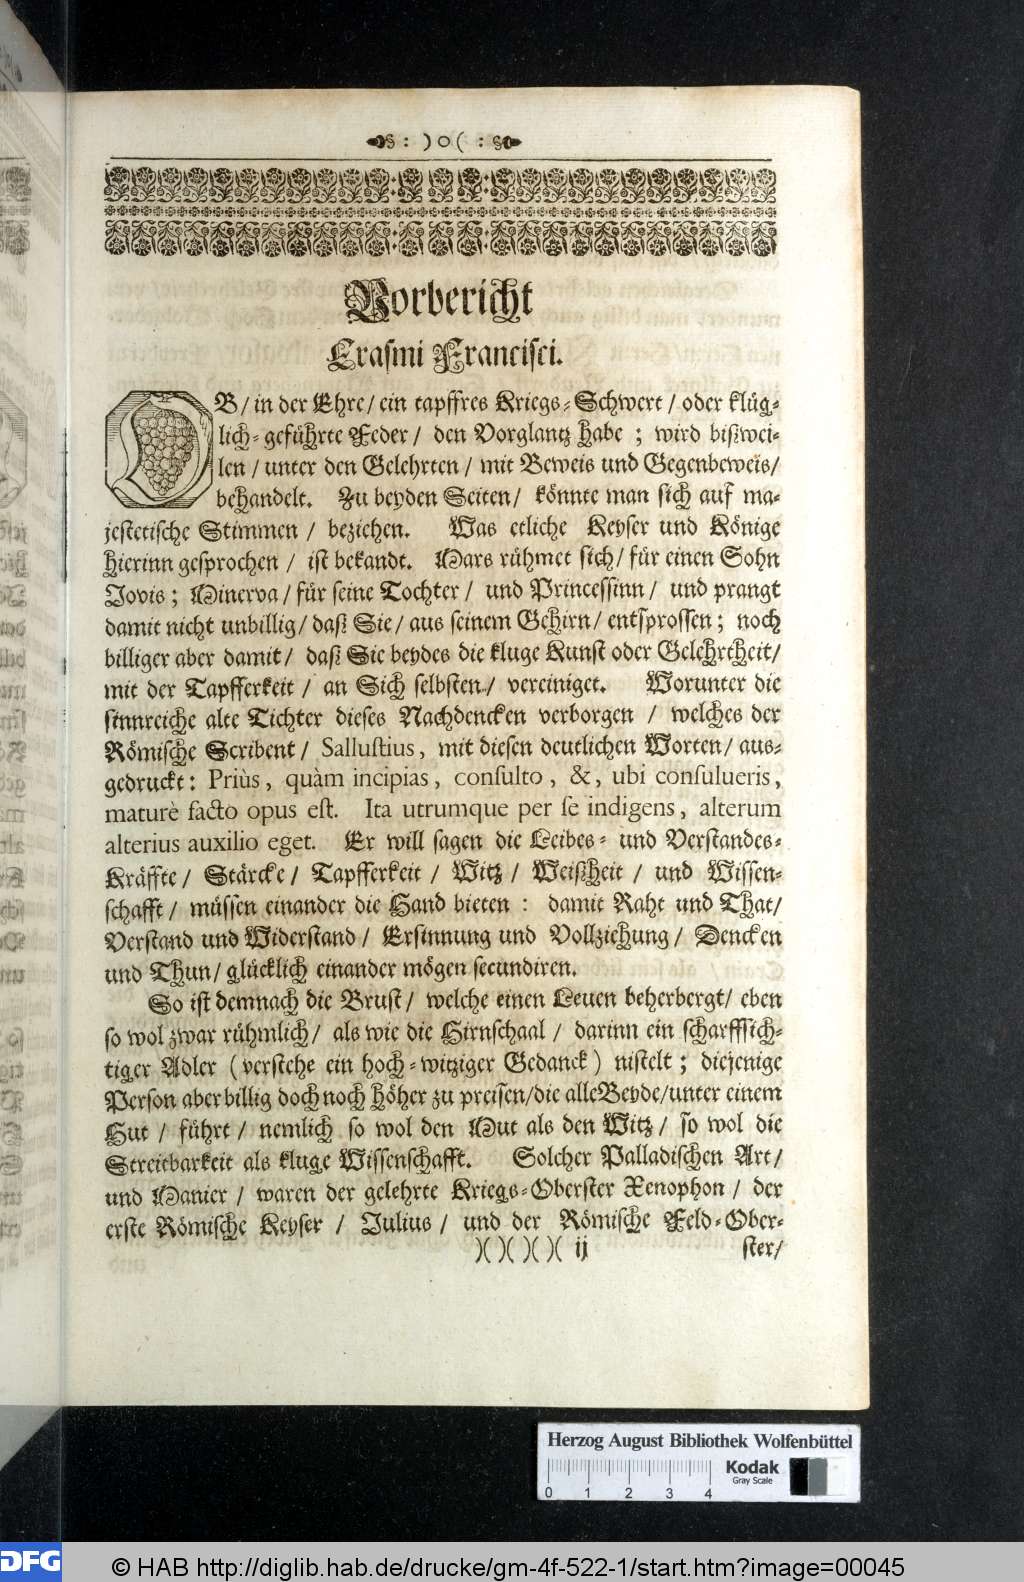 :)o(:
Vorbericht
Erasmi Francisci.
OB/ in der Ehre/ ein tapffres Kriegs-Schwert/ oder klüg-
lich-geführte Feder/ den Vorglantz habe; wird bißwei-
len/ unter den Gelehrten/ mit Beweis und Gegenbeweis/
behandelt. Zu beyden Seiten/ könnte man sich auf ma-
jestetische Stimmen/ beziehen. Was etliche Keyser und Könige
hierinn gesprochen/ ist bekandt. Mars rühmet sich/ für einen Sohn
Jovis; Minerva/ für seine Tochter/ und Princessinn/ und prangt
damit nicht unbillig/ daß Sie/ aus seinem Gehirn/ entsprossen; noch
billiger aber damit/ daß Sie beydes die kluge Kunst oder Gelehrtheit/
mit der Tapfferkeit/ an Sich selbsten/ vereiniget. Worunter die
sinnreiche alte Tichter dieses Nachdencken verborgen/ welches der
Römische Scribent/ Sallustius, mit diesen deutlichen Worten/ aus-
gedruckt: Priùs, quàm incipias, consulto, &, ubi consulueris,
maturè facto opus est. Ita utrumque per se indigens, alterum
alterius auxilio eget. Er will sagen die Leibes- und Verstandes-
Kräffte/ Stärcke/ Tapfferkeit/ Witz/ Weißheit/ und Wissen-
schafft/ müssen einander die Hand bieten: damit Raht und That/
Verstand und Widerstand/ Ersinnung und Vollziehung/ Dencken
und Thun/ glücklich einander mögen secundiren.
So ist demnach die Brust/ welche einen Leuen beherbergt/ eben
so wol zwar rühmlich/ als wie die Hirnschaal/ darinn ein scharffsich-
tiger Adler (verstehe ein hoch-witziger Gedanck) nistelt; diejenige
Person aber billig doch noch höher zu preisen/ die alle Beyde/ unter einem
Hut/ führt/ nemlich so wol den Mut als den Witz/ so wol die
Streitbarkeit als kluge Wissenschafft. Solcher Palladischen Art/
und Manier/ waren der gelehrte Kriegs-Oberster Xenophon/ der
erste Römische Keyser/ Julius/ und der Römische Feld-Ober-
)( )( )( )( ij ster/
Herzog August Bibliothek Wolfenbüttel
Kodak
Gray Scale
0 1 2 3 4
DFG © HAB http://diglib.hab.de/drucke/gm-4f-522-1/start.htm?image=00045